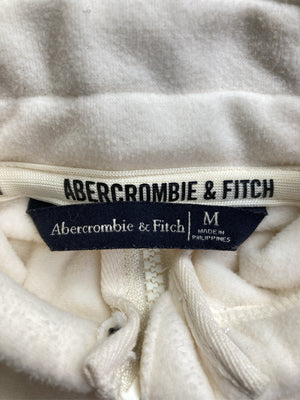 ABERCROMBIE & FITCH
Abercrombie & Fitch M
MADE IN
PHILIPPINES